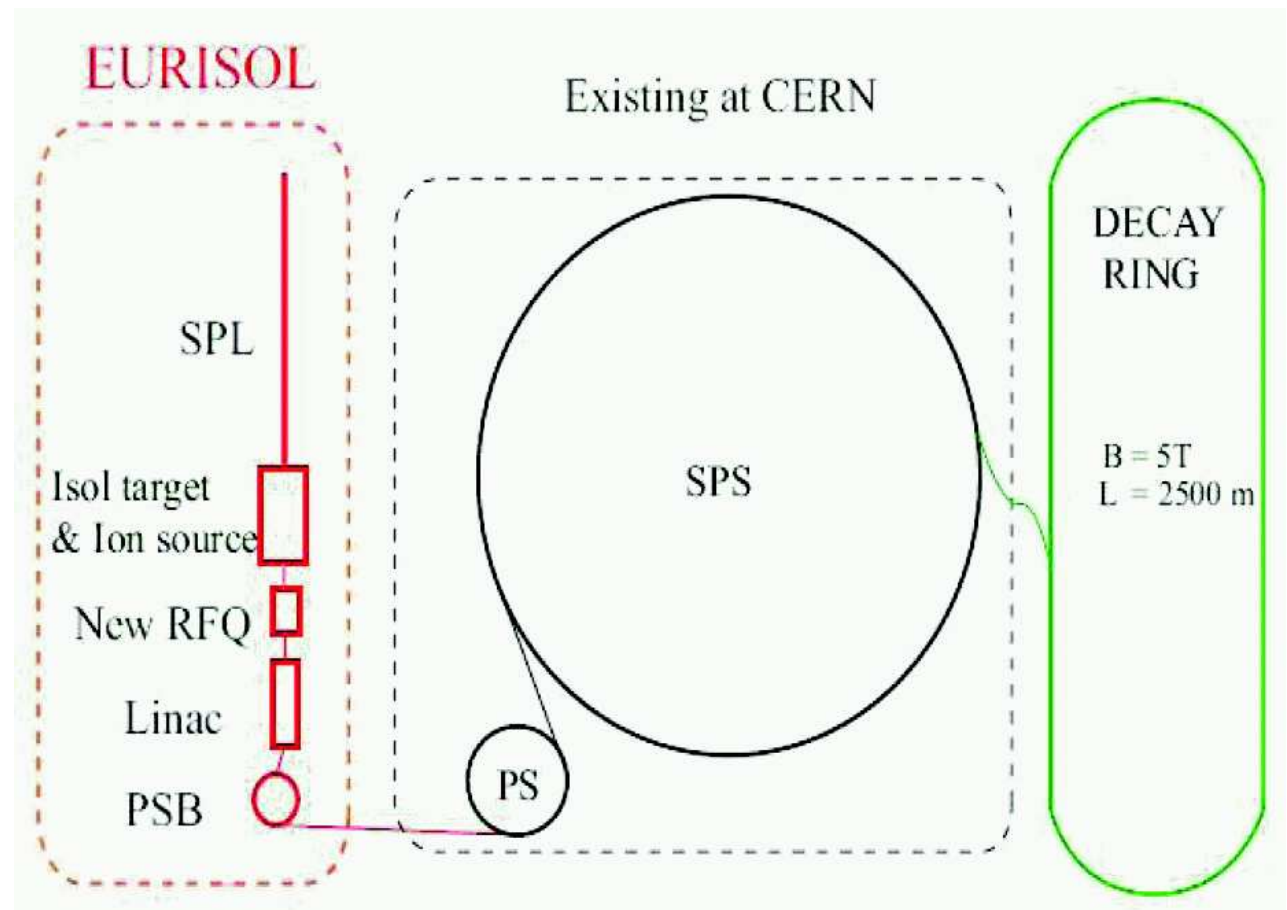 EURISOL
Existing at CERN
SPL
Isol target
& Ion source
New RFQ
Linac
PSB
PS
SPS
DECAY
RING
B = 5T
L = 2500 m